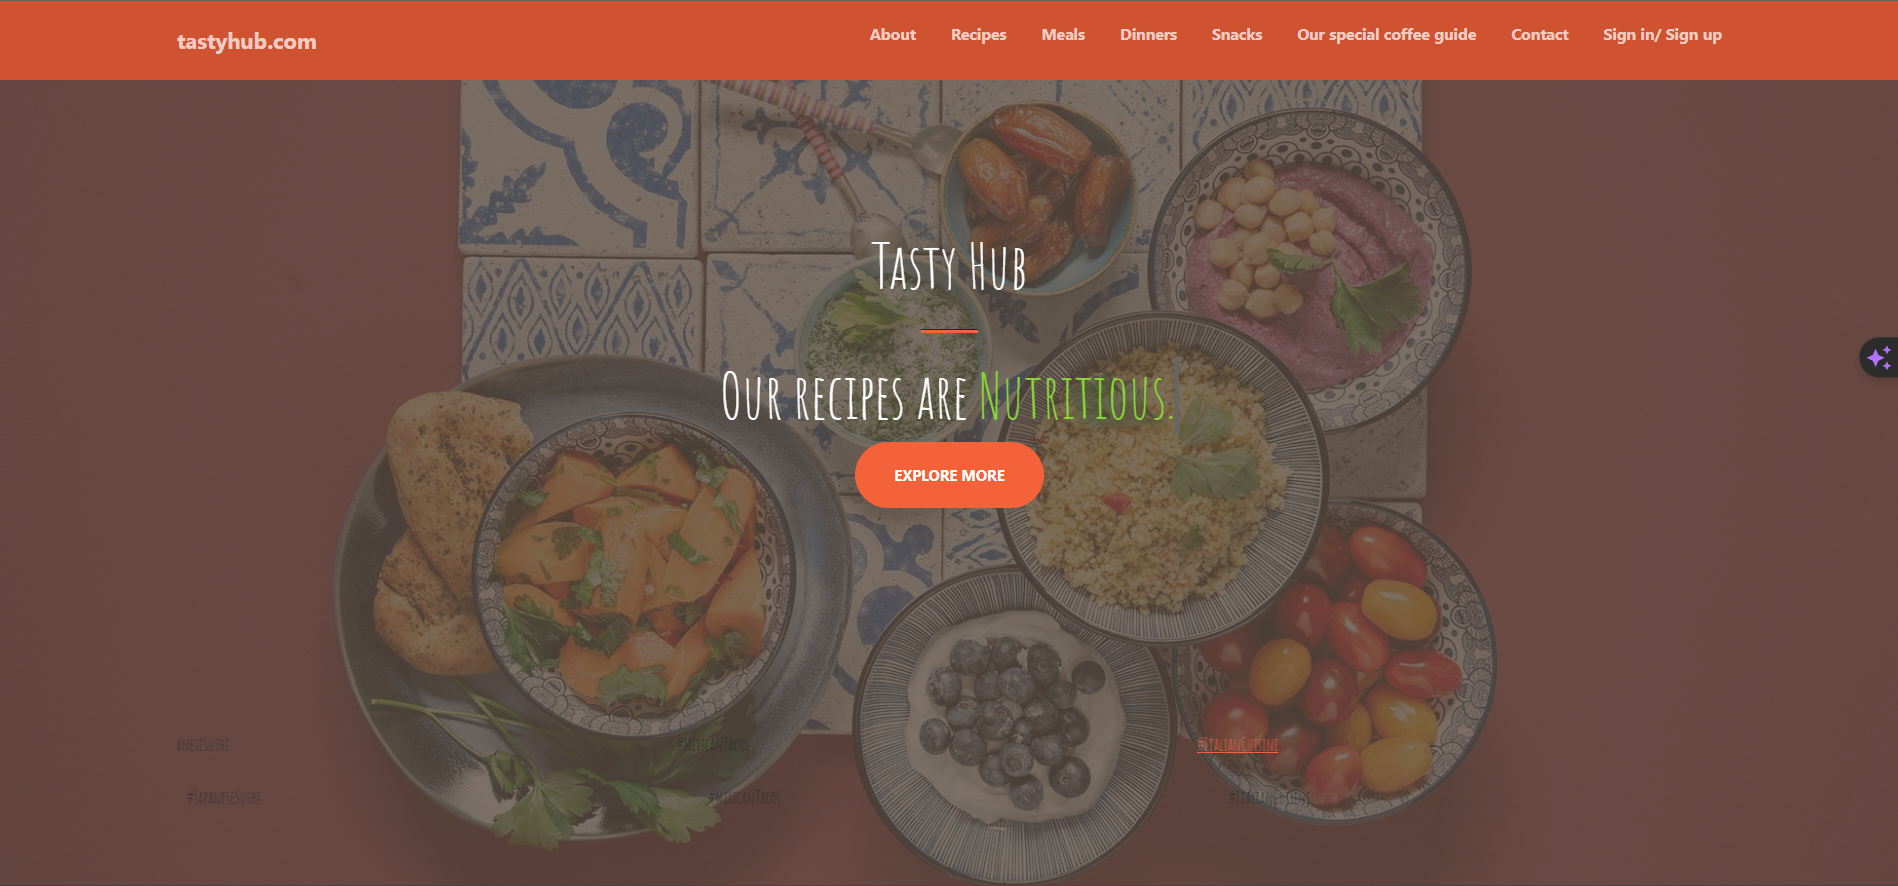 tastyhub.com
About Recipes Meals Dinners Snacks Our special coffee guide Contact Sign in/ Sign up
Tasty Hub
Our recipes are Nutritious.
EXPLORE MORE
aneseSushi #MexicanTacos #ItalianCuisine
#JapaneseSushi #MexicanTacos #ItalianCuisine